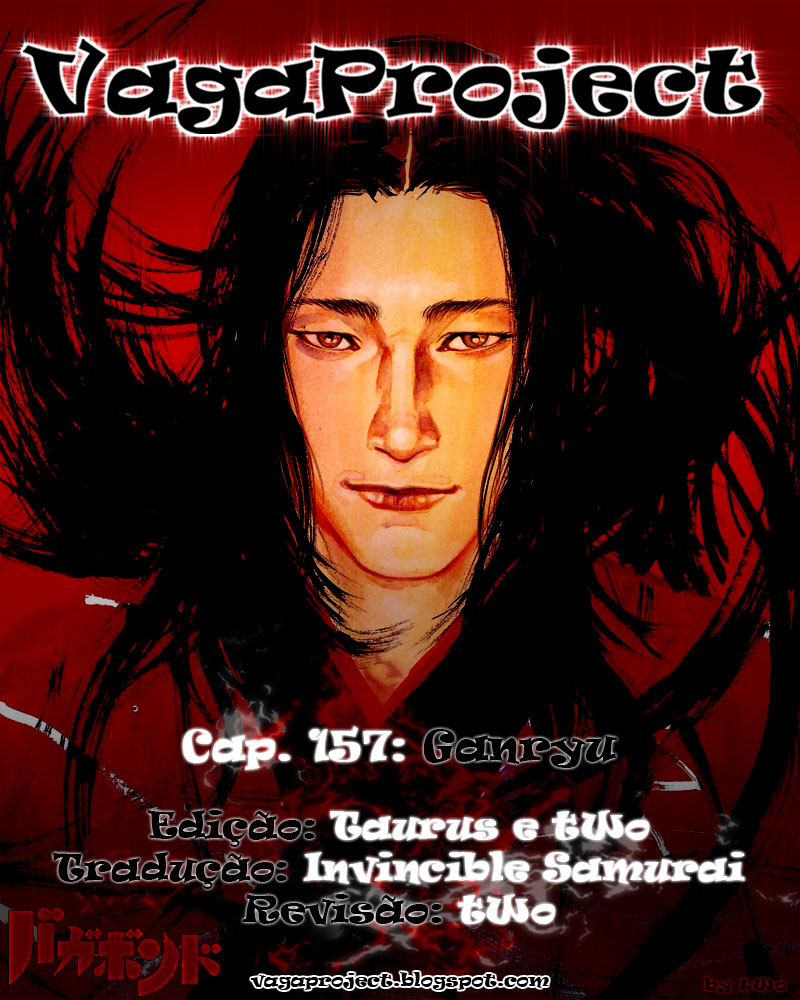 VagaProject
Cap. 157: Ganryu
Edição: Taurus e two
Tradução: Invincible Samurai
Revisão: two
バガボンド
vagaproject.blogspot.com
by two